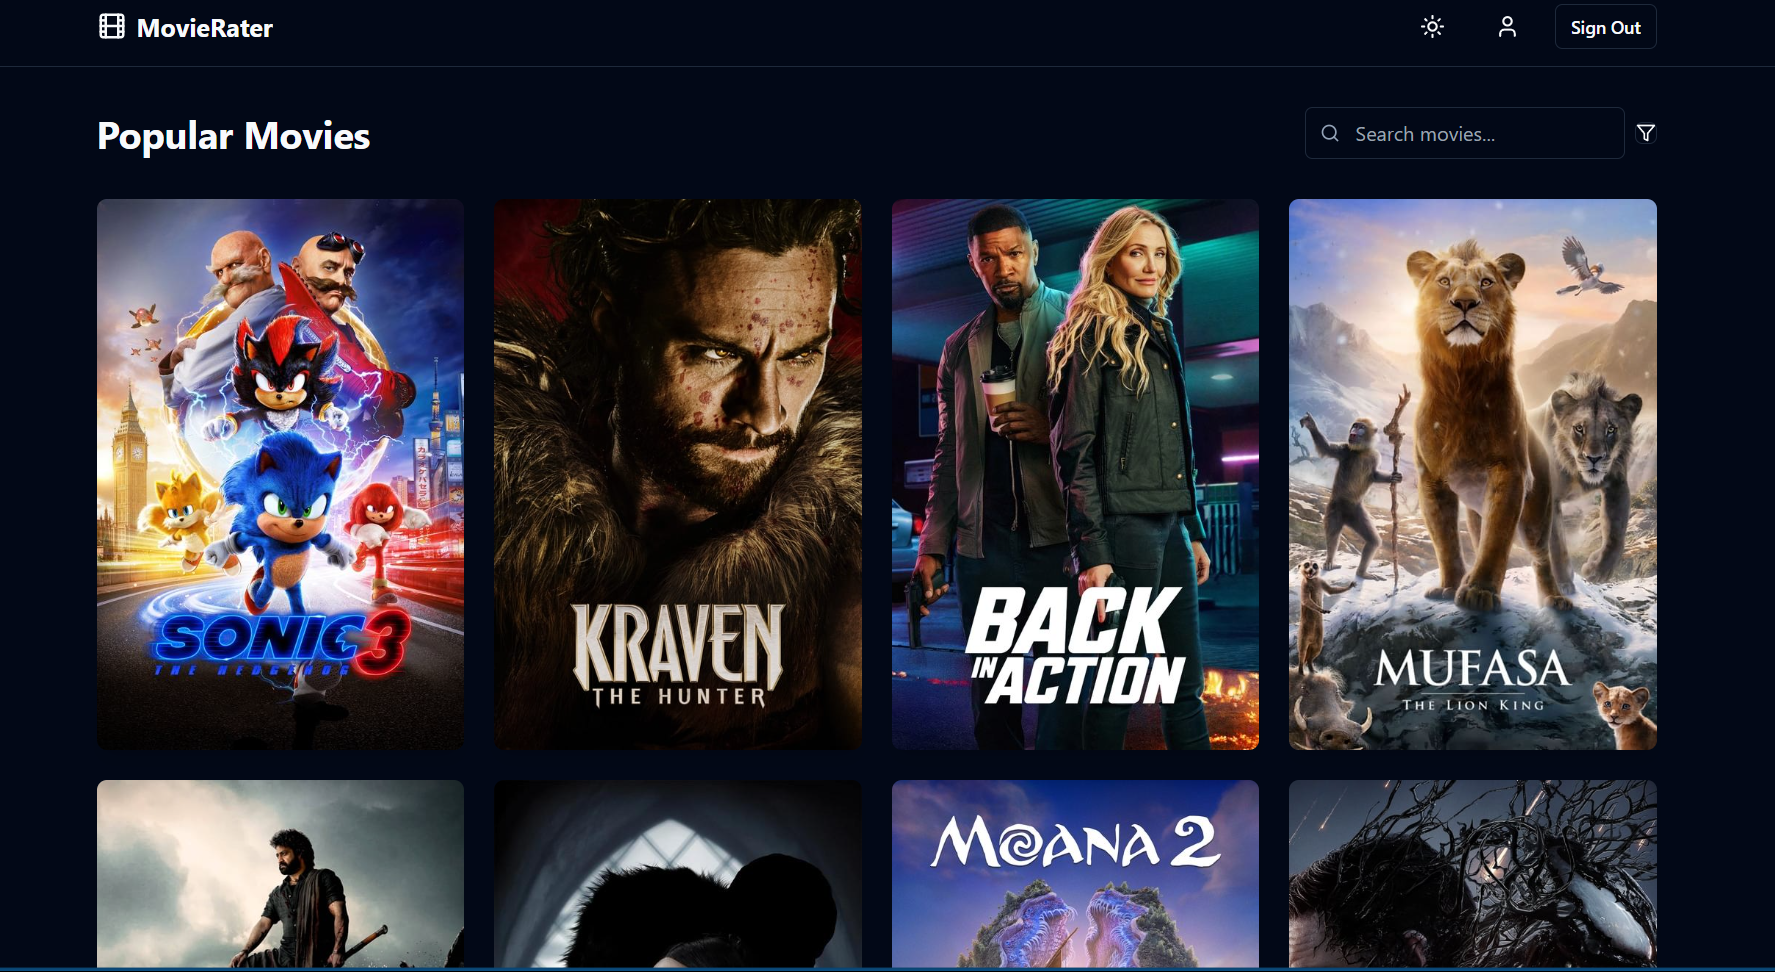 MovieRater
Sign Out
Popular Movies
Search movies...
SONIC 3
THE HEDGEHOG
KRAVEN
THE HUNTER
BACK
IN ACTION
MUFASA
THE LION KING
MOANA 2